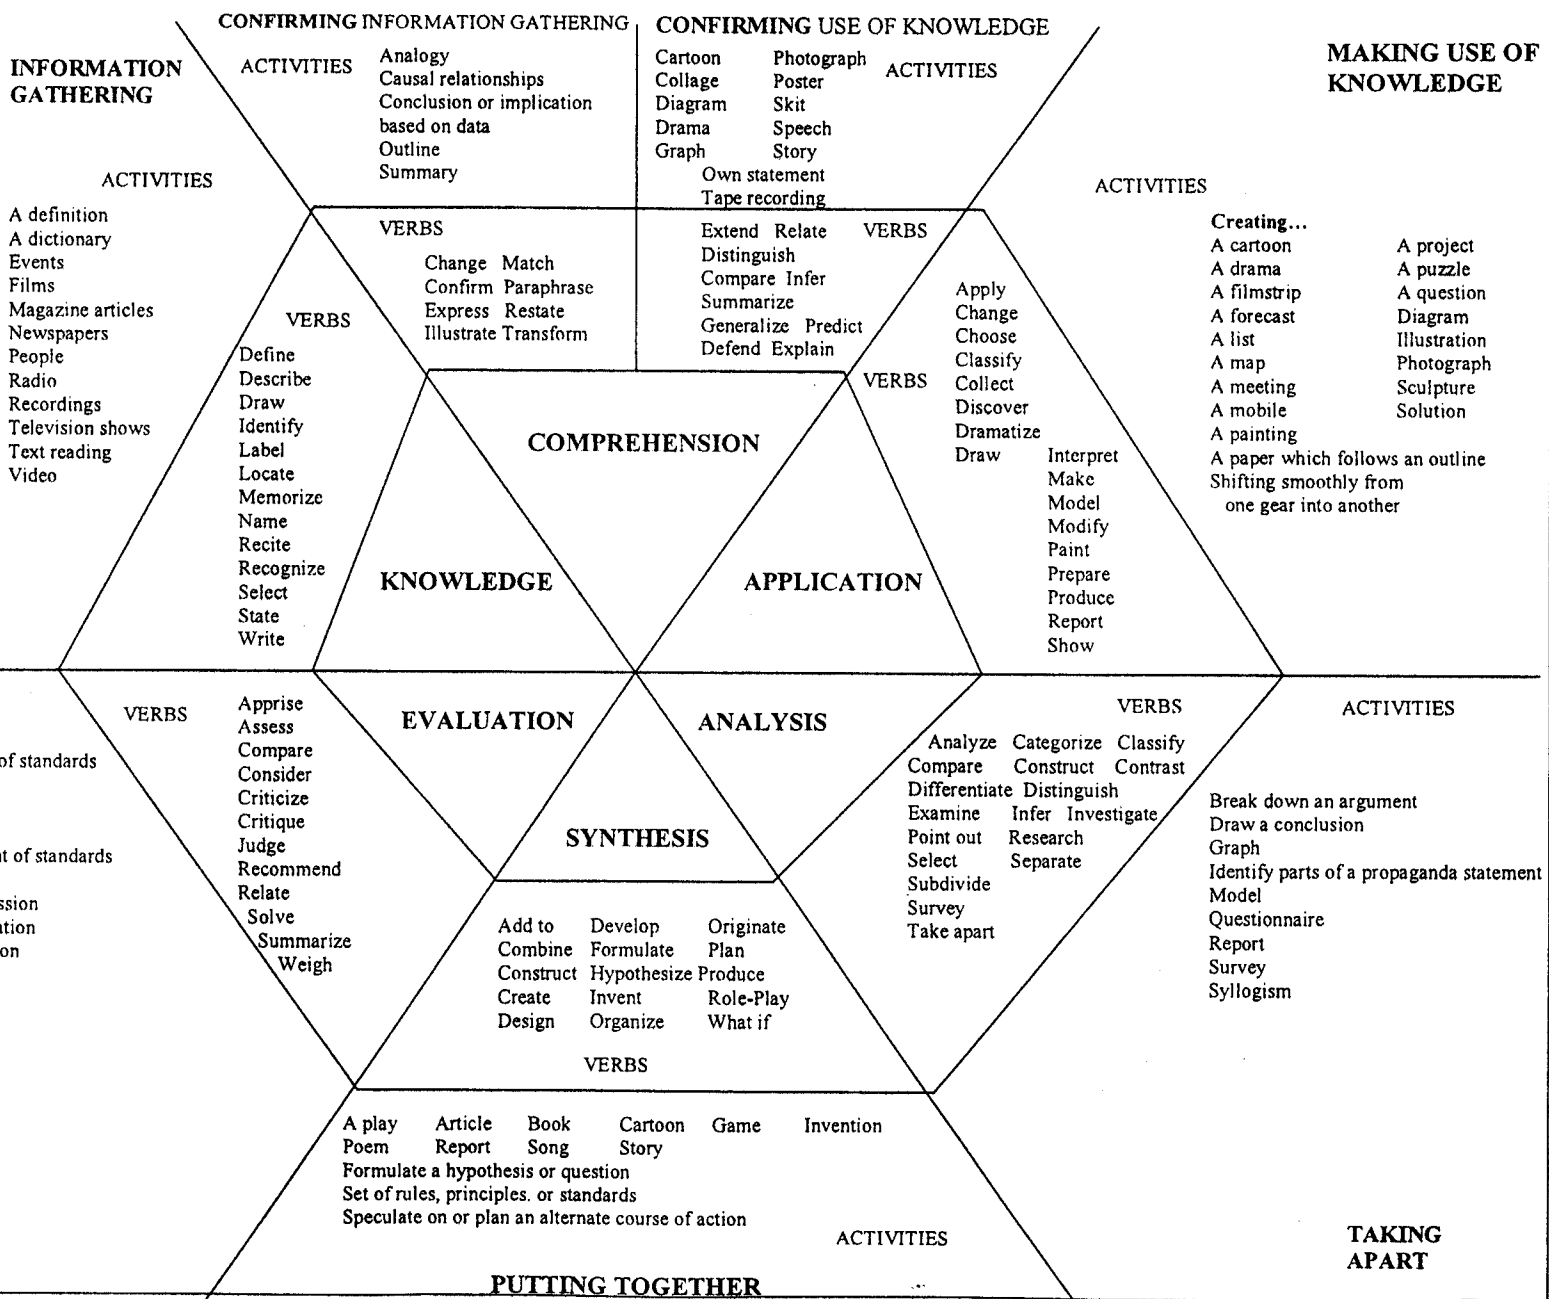 CONFIRMING INFORMATION GATHERING
ACTIVITIES
Analogy
Causal relationships
Conclusion or implication
based on data
Outline
Summary
CONFIRMING USE OF KNOWLEDGE
Cartoon Photograph
Collage Poster
Diagram Skit
Drama Speech
Graph Story
Own statement
Tape recording
ACTIVITIES
INFORMATION
GATHERING
ACTIVITIES
A definition
A dictionary
Events
Films
Magazine articles
Newspapers
People
Radio
Recordings
Television shows
Text reading
Video
MAKING USE OF
KNOWLEDGE
ACTIVITIES
Creating...
A cartoon A project
A drama A puzzle
A filmstrip A question
A forecast Diagram
A list Illustration
A map Photograph
A meeting Sculpture
A mobile Solution
A painting
A paper which follows an outline
Shifting smoothly from
one gear into another
VERBS
Change Match
Confirm Paraphrase
Express Restate
Illustrate Transform
VERBS
Extend Relate
Distinguish
Compare Infer
Summarize
Generalize Predict
Defend Explain
VERBS
Define
Describe
Draw
Identify
Label
Locate
Memorize
Name
Recite
Recognize
Select
State
Write
VERBS
Apply
Change
Choose
Classify
Collect
Discover
Dramatize
Draw Interpret
Make
Model
Modify
Paint
Prepare
Produce
Report
Show
COMPREHENSION
KNOWLEDGE
APPLICATION
EVALUATION
ANALYSIS
SYNTHESIS
VERBS
Apprise
Assess
Compare
Consider
Criticize
Critique
Judge
Recommend
Relate
Solve
Summarize
Weigh
of standards
of standards
VERBS
Analyze Categorize Classify
Compare Construct Contrast
Differentiate Distinguish
Examine Infer Investigate
Point out Research
Select Separate
Subdivide
Survey
Take apart
ACTIVITIES
Break down an argument
Draw a conclusion
Graph
Identify parts of a propaganda statement
Model
Questionnaire
Report
Survey
Syllogism
Add to Develop Originate
Combine Formulate Plan
Construct Hypothesize Produce
Create Invent Role-Play
Design Organize What if
VERBS
A play Article Book Cartoon Game Invention
Poem Report Song Story
Formulate a hypothesis or question
Set of rules, principles. or standards
Speculate on or plan an alternate course of action
ACTIVITIES
PUTTING TOGETHER
TAKING
APART